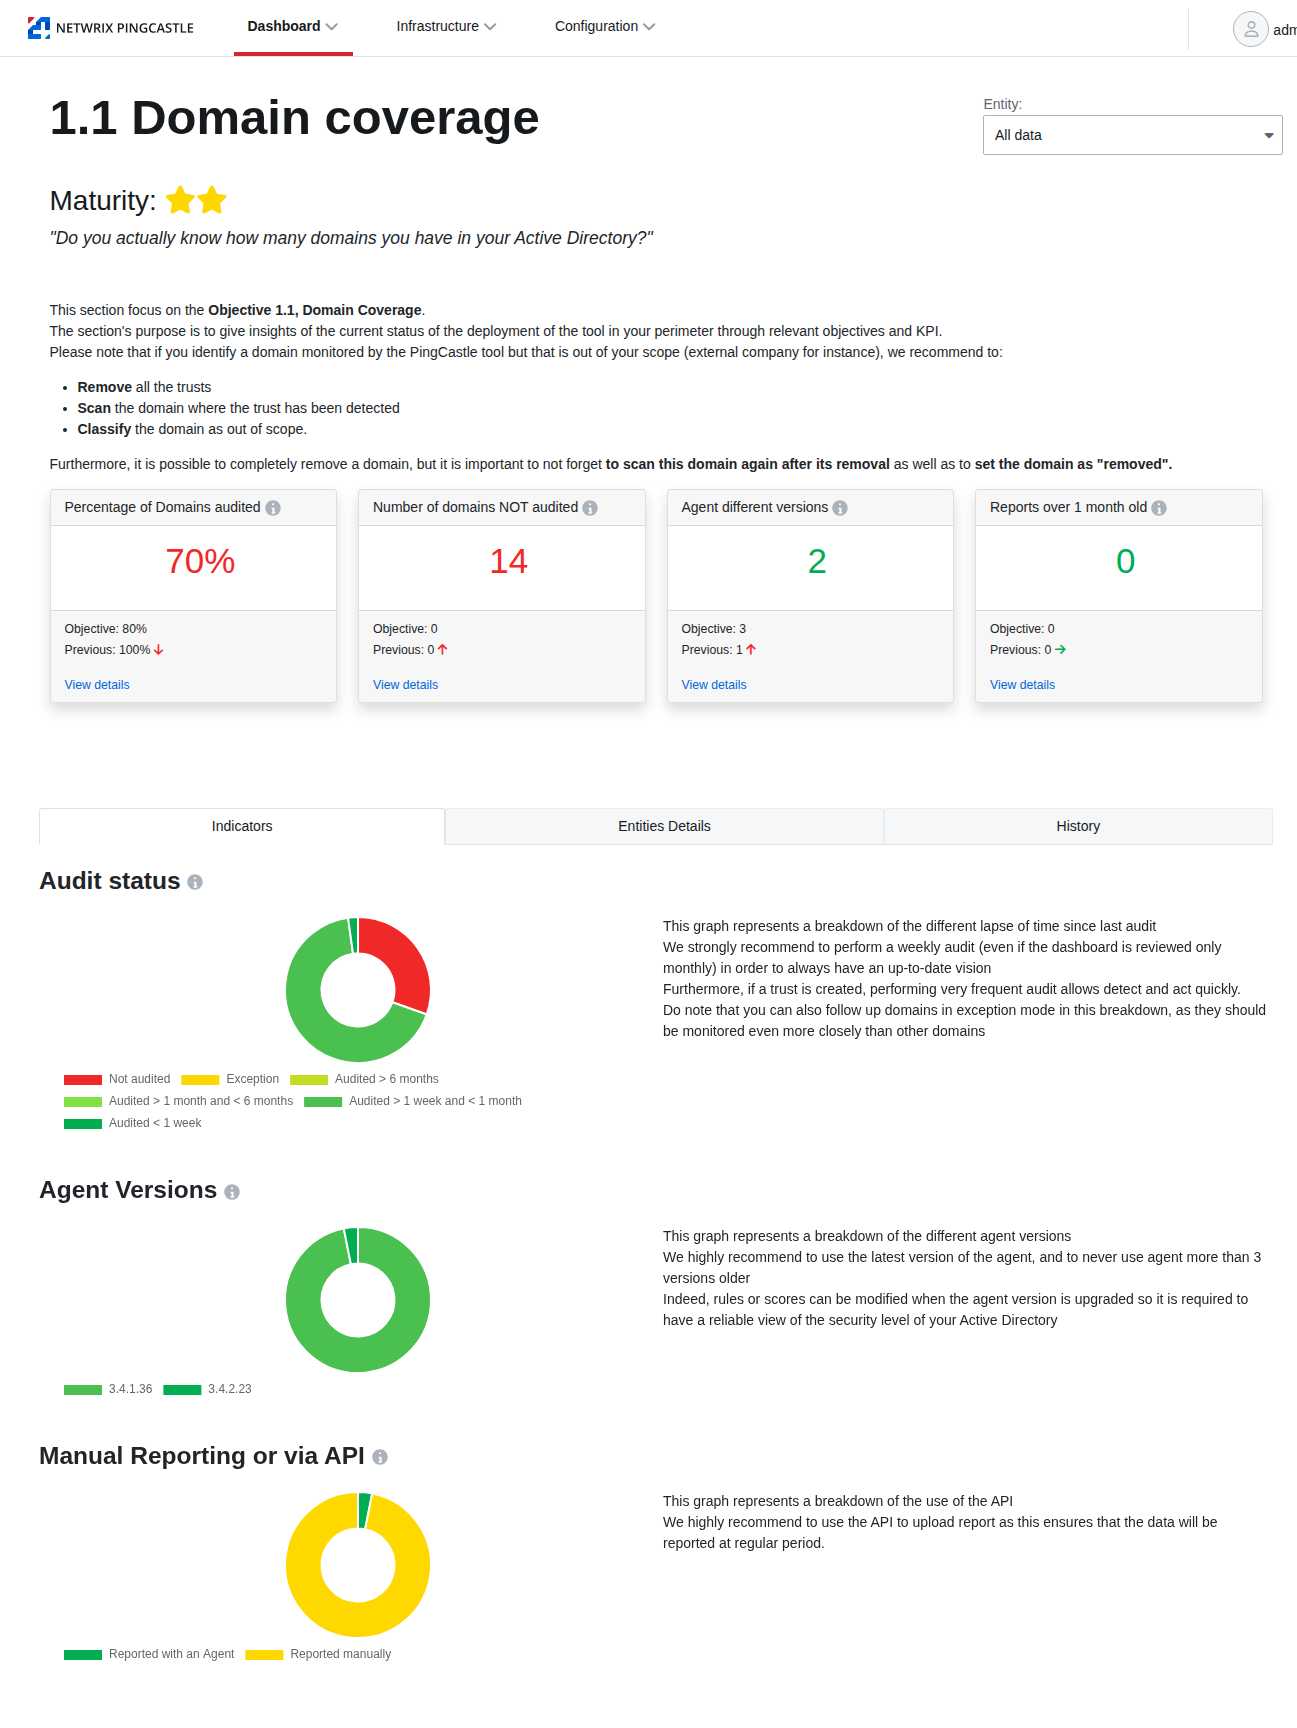 NETWRIX PINGCASTLE
Dashboard
Infrastructure
Configuration
adm
1.1 Domain coverage
Entity:
All data
Maturity:
"Do you actually know how many domains you have in your Active Directory?"
This section focus on the Objective 1.1, Domain Coverage.
The section's purpose is to give insights of the current status of the deployment of the tool in your perimeter through relevant objectives and KPI.
Please note that if you identify a domain monitored by the PingCastle tool but that is out of your scope (external company for instance), we recommend to:
• Remove all the trusts
• Scan the domain where the trust has been detected
• Classify the domain as out of scope.
Furthermore, it is possible to completely remove a domain, but it is important to not forget to scan this domain again after its removal as well as to set the domain as "removed".
Percentage of Domains audited
70%
Objective: 80%
Previous: 100%
View details
Number of domains NOT audited
14
Objective: 0
Previous: 0
View details
Agent different versions
2
Objective: 3
Previous: 1
View details
Reports over 1 month old
0
Objective: 0
Previous: 0
View details
Indicators
Entities Details
History
Audit status
This graph represents a breakdown of the different lapse of time since last audit
We strongly recommend to perform a weekly audit (even if the dashboard is reviewed only
monthly) in order to always have an up-to-date vision
Furthermore, if a trust is created, performing very frequent audit allows detect and act quickly.
Do note that you can also follow up domains in exception mode in this breakdown, as they should
be monitored even more closely than other domains
Not audited Exception Audited > 6 months
Audited > 1 month and < 6 months Audited > 1 week and < 1 month
Audited < 1 week
Agent Versions
This graph represents a breakdown of the different agent versions
We highly recommend to use the latest version of the agent, and to never use agent more than 3
versions older
Indeed, rules or scores can be modified when the agent version is upgraded so it is required to
have a reliable view of the security level of your Active Directory
3.4.1.36 3.4.2.23
Manual Reporting or via API
This graph represents a breakdown of the use of the API
We highly recommend to use the API to upload report as this ensures that the data will be
reported at regular period.
Reported with an Agent Reported manually